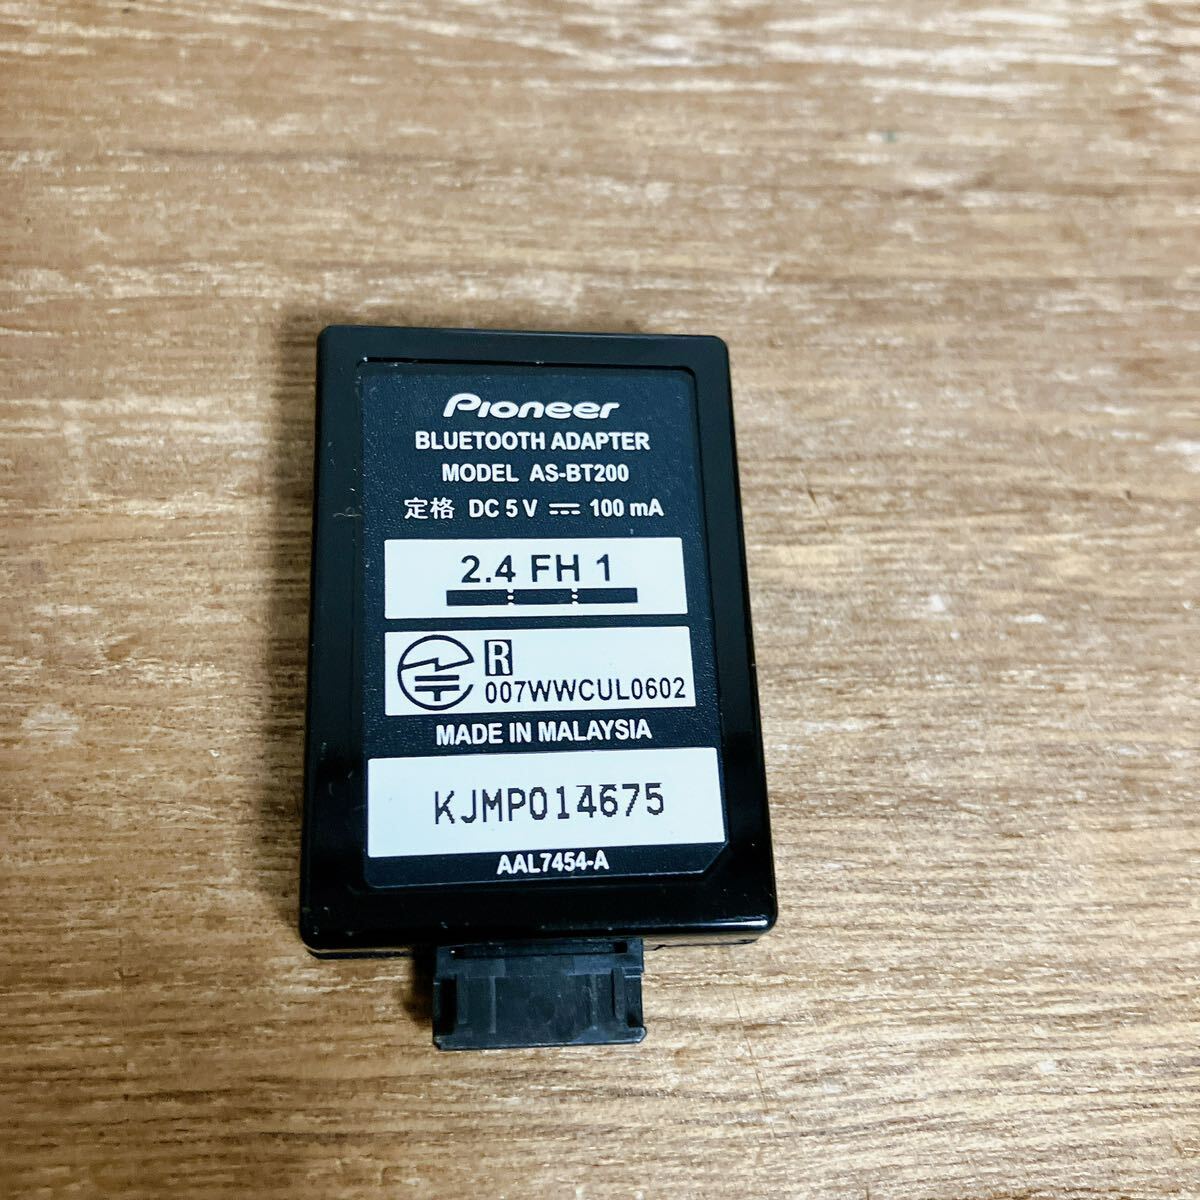 Pioneer
BLUETOOTH ADAPTER
MODEL AS-BT200
定格 DC 5 V ⎓ 100 mA
2.4 FH 1
R
007WWCUL0602
MADE IN MALAYSIA
KJMP014675
AAL7454-A